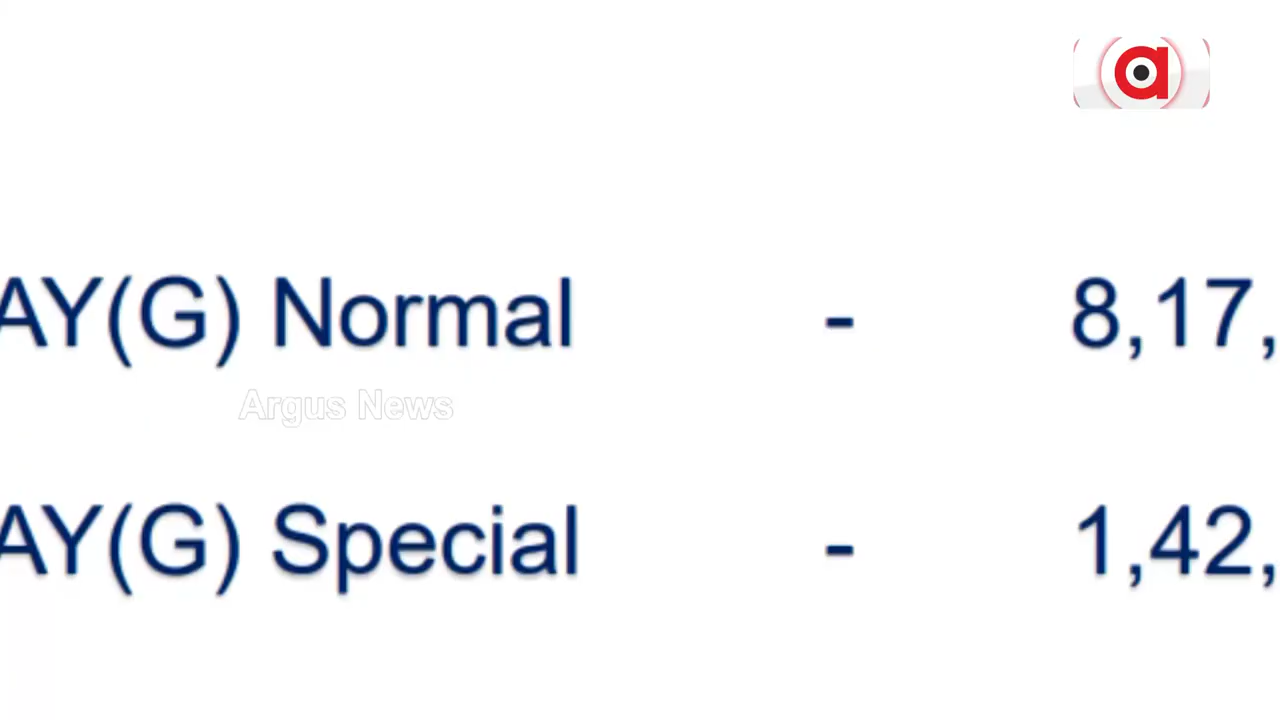 AY(G) Normal - 8,17,
Argus News
AY(G) Special - 1,42,